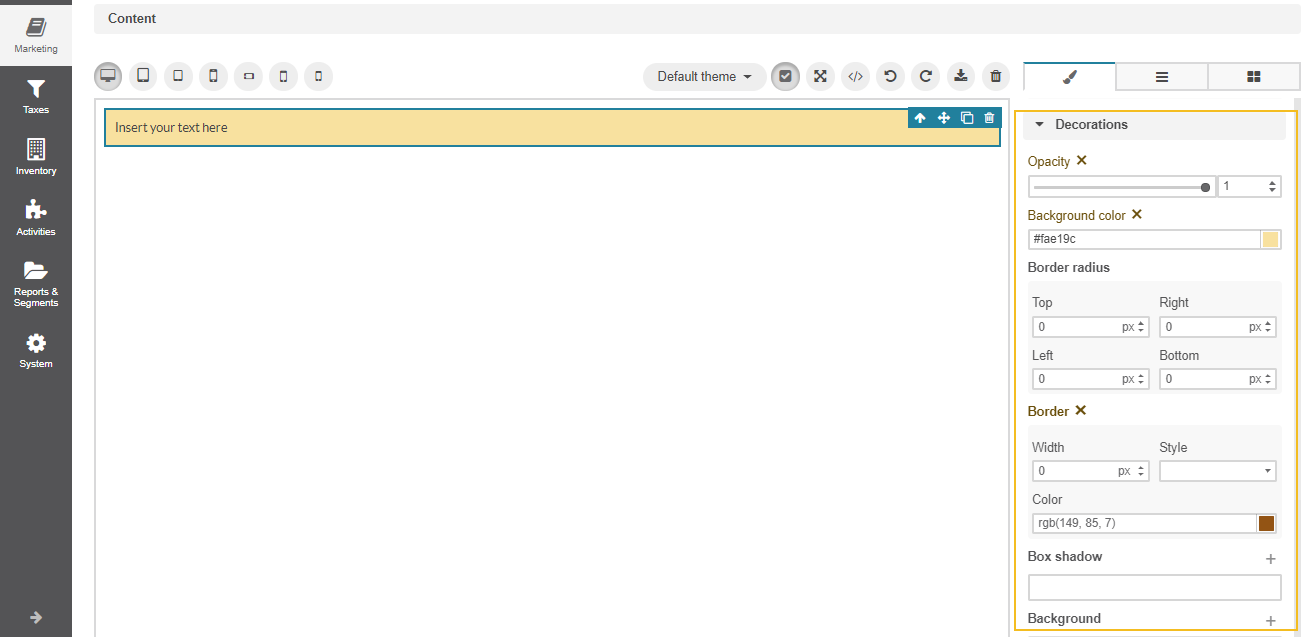 Marketing
Taxes
Inventory
Activities
Reports &
Segments
System
Content
Default theme
</>
Insert your text here
Decorations
Opacity
1
Background color
#fae19c
Border radius
Top
Right
0 px
0 px
Left
Bottom
0 px
0 px
Border
Width
Style
0 px
Color
rgb(149, 85, 7)
Box shadow
Background